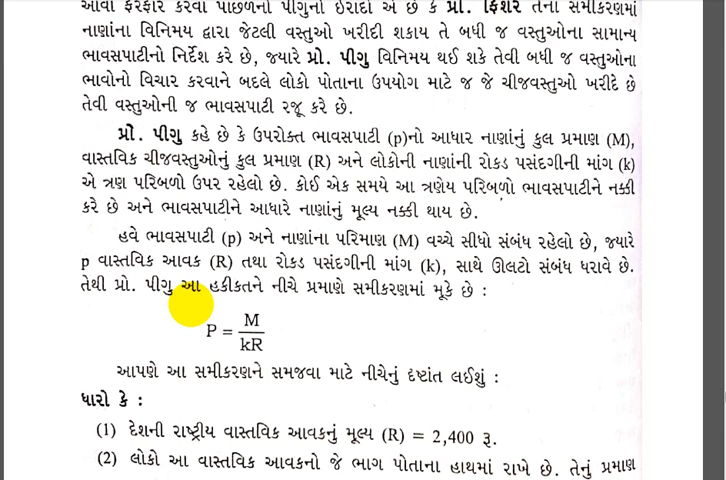 આવા ફેરફાર કરવા પાછળનો પીગુનો ઇરાદો એ છે કે પ્રો. ફિશર તેના સમીકરણમાં
નાણાંના વિનિમય દ્વારા જેટલી વસ્તુઓ ખરીદી શકાય તે બધી જ વસ્તુઓના સામાન્ય
ભાવસપાટીનો નિર્દેશ કરે છે, જ્યારે પ્રો. પીગુ વિનિમય થઈ શકે તેવી બધી જ વસ્તુઓના
ભાવોનો વિચાર કરવાને બદલે લોકો પોતાના ઉપયોગ માટે જ જે ચીજવસ્તુઓ ખરીદે છે
તેવી વસ્તુઓની જ ભાવસપાટી રજૂ કરે છે.
પ્રો. પીગુ કહે છે કે ઉપરોક્ત ભાવસપાટી (p)નો આધાર નાણાંનું કુલ પ્રમાણ (M),
વાસ્તવિક ચીજવસ્તુઓનું કુલ પ્રમાણ (R) અને લોકોની નાણાંની રોકડ પસંદગીની માંગ (k)
એ ત્રણ પરિબળો ઉપર રહેલો છે. કોઈ એક સમયે આ ત્રણેય પરિબળો ભાવસપાટીને નક્કી
કરે છે અને ભાવસપાટીને આધારે નાણાંનું મૂલ્ય નક્કી થાય છે.
હવે ભાવસપાટી (p) અને નાણાંના પરિમાણ (M) વચ્ચે સીધો સંબંધ રહેલો છે, જ્યારે
p વાસ્તવિક આવક (R) તથા રોકડ પસંદગીની માંગ (k), સાથે ઊલટો સંબંધ ધરાવે છે.
તેથી પ્રો. પીગુ આ હકીકતને નીચે પ્રમાણે સમીકરણમાં મૂકે છે :
P = M
kR
આપણે આ સમીકરણને સમજવા માટે નીચેનું દૃષ્ટાંત લઈશું :
ધારો કે :
(1) દેશની રાષ્ટ્રીય વાસ્તવિક આવકનું મૂલ્ય (R) = 2,400 રૂ.
(2) લોકો આ વાસ્તવિક આવકનો જે ભાગ પોતાના હાથમાં રાખે છે. તેનું પ્રમાણ